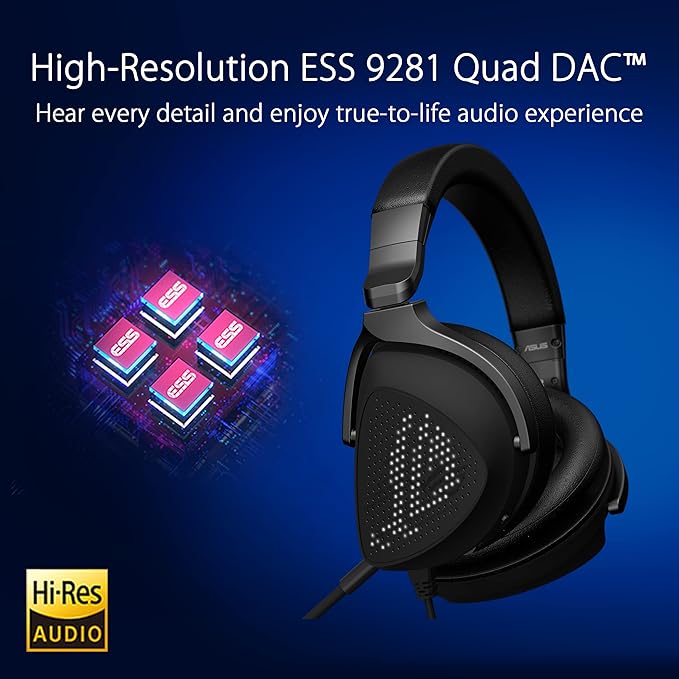 High-Resolution ESS 9281 Quad DAC™
Hear every detail and enjoy true-to-life audio experience
ESS
ESS
ESS
ESS
ASUS
Hi-Res
AUDIO